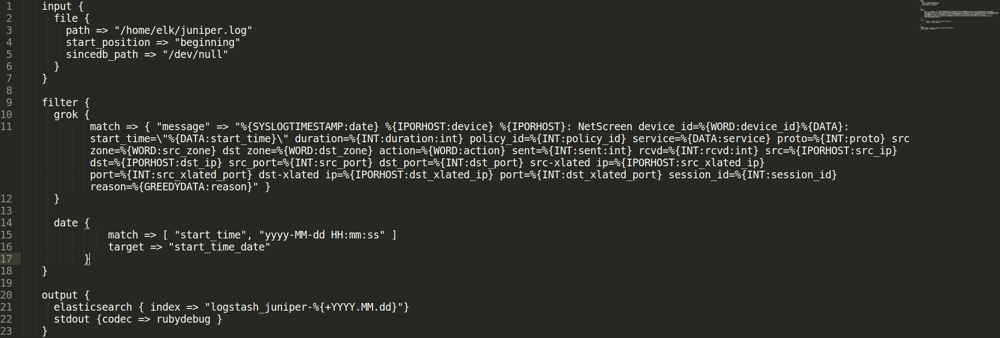 1 input {
2 file {
3 path => "/home/elk/juniper.log"
4 start_position => "beginning"
5 sincedb_path => "/dev/null"
6 }
7 }
8
9 filter {
10 grok {
11 match => { "message" => "%{SYSLOGTIMESTAMP:date} %{IPORHOST:device} %{IPORHOST}: NetScreen device_id=%{WORD:device_id}%{DATA}:
start_time=\"%{DATA:start_time}\" duration=%{INT:duration:int} policy_id=%{INT:policy_id} service=%{DATA:service} proto=%{INT:proto} src
zone=%{WORD:src_zone} dst zone=%{WORD:dst_zone} action=%{WORD:action} sent=%{INT:sent:int} rcvd=%{INT:rcvd:int} src=%{IPORHOST:src_ip}
dst=%{IPORHOST:dst_ip} src_port=%{INT:src_port} dst_port=%{INT:dst_port} src-xlated ip=%{IPORHOST:src_xlated_ip}
port=%{INT:src_xlated_port} dst-xlated ip=%{IPORHOST:dst_xlated_ip} port=%{INT:dst_xlated_port} session_id=%{INT:session_id}
reason=%{GREEDYDATA:reason}" }
12 }
13
14 date {
15 match => [ "start_time", "yyyy-MM-dd HH:mm:ss" ]
16 target => "start_time_date"
17 }
18 }
19
20 output {
21 elasticsearch { index => "logstash_juniper-%{+YYYY.MM.dd}"}
22 stdout {codec => rubydebug }
23 }